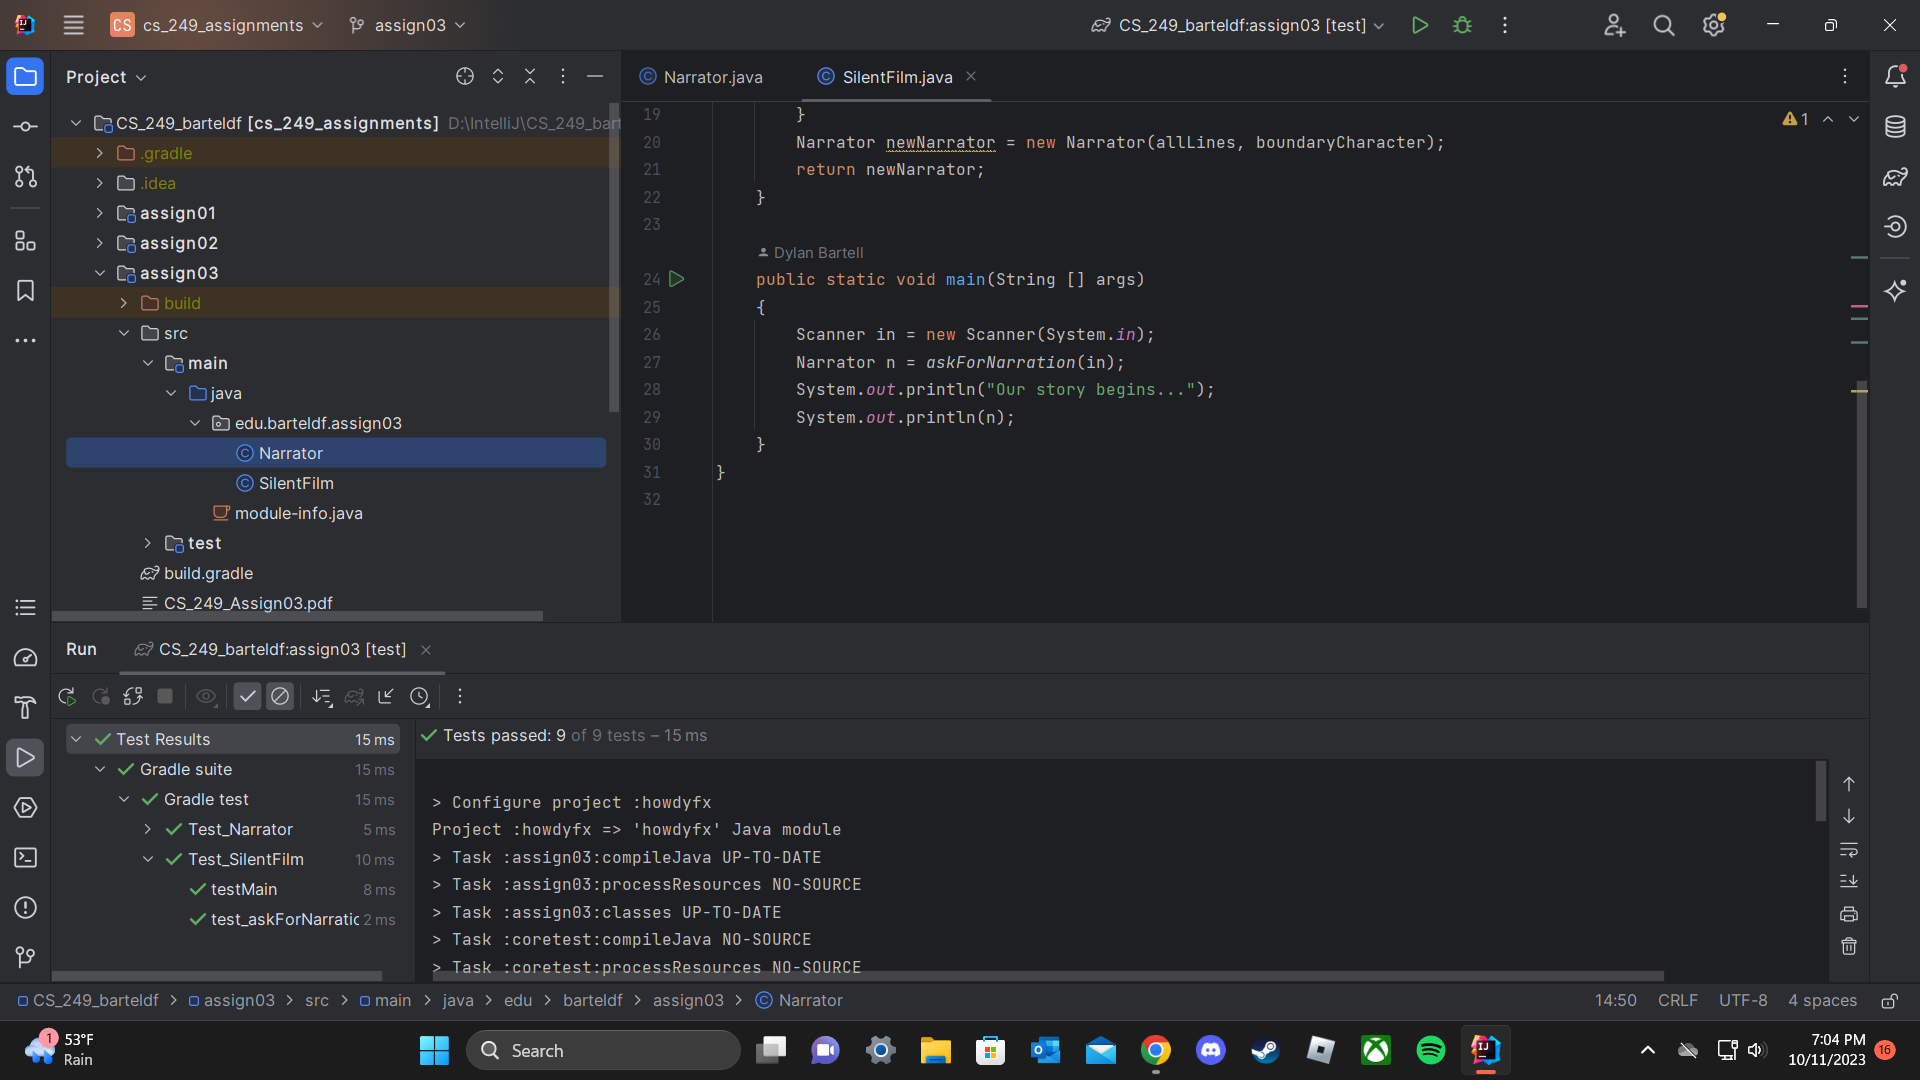 CS cs_249_assignments assign03 CS_249_barteldf:assign03 [test]
Project
CS_249_barteldf [cs_249_assignments] D:\IntelliJ\CS_249_bart
.gradle
.idea
assign01
assign02
assign03
build
src
main
java
edu.barteldf.assign03
Narrator
SilentFilm
module-info.java
test
build.gradle
CS_249_Assign03.pdf
Narrator.java SilentFilm.java
1
19 }
20 Narrator newNarrator = new Narrator(allLines, boundaryCharacter);
21 return newNarrator;
22 }
23
Dylan Bartell
24 public static void main(String [] args)
25 {
26 Scanner in = new Scanner(System.in);
27 Narrator n = askForNarration(in);
28 System.out.println("Our story begins...");
29 System.out.println(n);
30 }
31 }
32
Run CS_249_barteldf:assign03 [test]
Test Results 15 ms
Gradle suite 15 ms
Gradle test 15 ms
Test_Narrator 5 ms
Test_SilentFilm 10 ms
testMain 8 ms
test_askForNarratic 2 ms
Tests passed: 9 of 9 tests – 15 ms
> Configure project :howdyfx
Project :howdyfx => 'howdyfx' Java module
> Task :assign03:compileJava UP-TO-DATE
> Task :assign03:processResources NO-SOURCE
> Task :assign03:classes UP-TO-DATE
> Task :coretest:compileJava NO-SOURCE
> Task :coretest:processResources NO-SOURCE
CS_249_barteldf > assign03 > src > main > java > edu > barteldf > assign03 > Narrator 14:50 CRLF UTF-8 4 spaces
1 53°F
Rain
Search
7:04 PM
10/11/2023
16